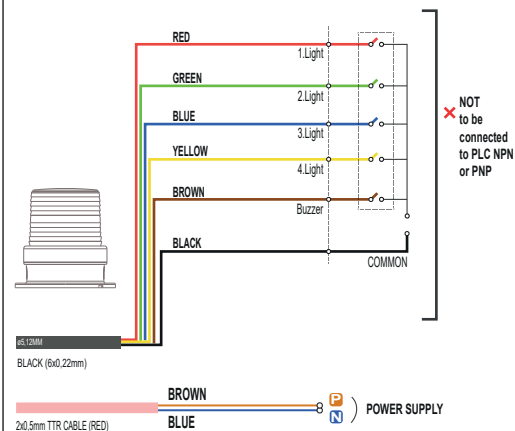 RED
1.Light
GREEN
2.Light
BLUE
3.Light
YELLOW
4.Light
BROWN
Buzzer
BLACK
COMMON
NOT
to be
connected
to PLC NPN
or PNP
ø5,12MM
BLACK (6x0,22mm)
BROWN
BLUE
2x0,5mm TTR CABLE (RED)
P
N
POWER SUPPLY